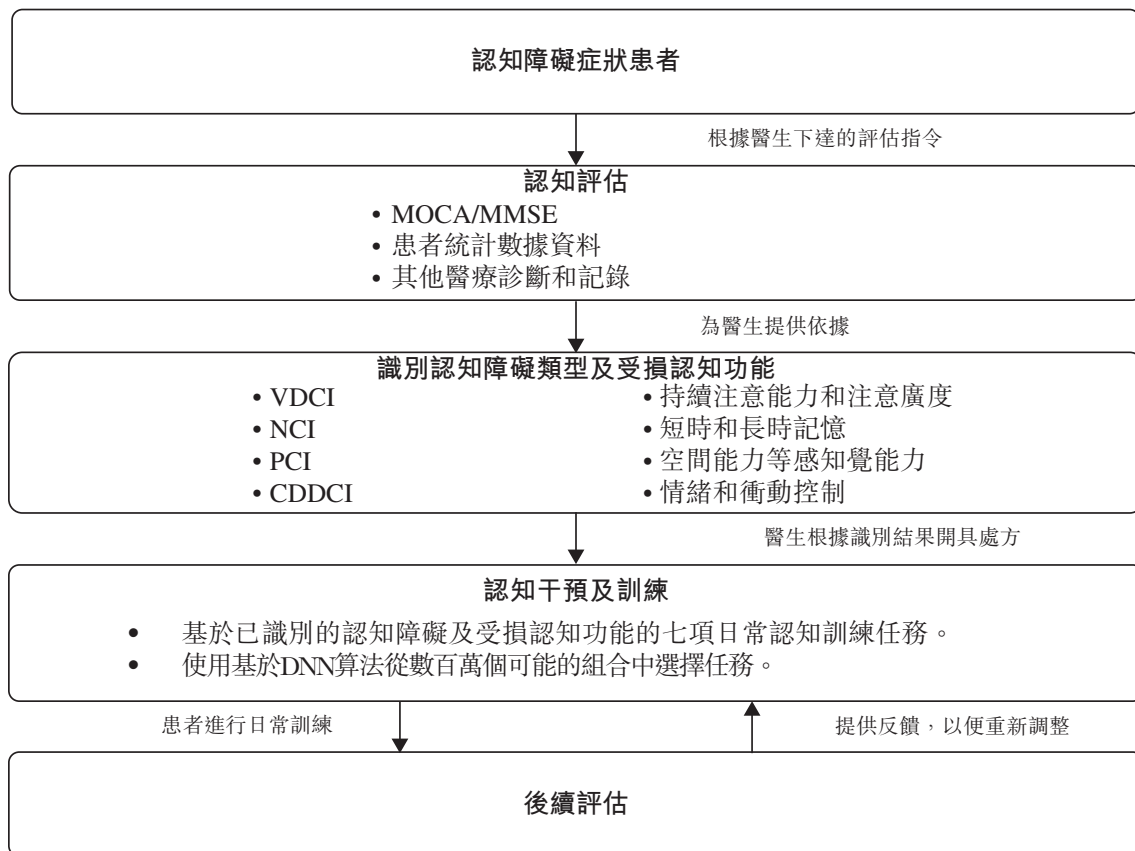 認知障礙症狀患者
根據醫生下達的評估指令
認知評估
• MOCA/MMSE
• 患者統計數據資料
• 其他醫療診斷和記錄
為醫生提供依據
識別認知障礙類型及受損認知功能
• VDCI
• NCI
• PCI
• CDDCI
• 持續注意能力和注意廣度
• 短時和長時記憶
• 空間能力等感知覺能力
• 情緒和衝動控制
醫生根據識別結果開具處方
認知干預及訓練
• 基於已識別的認知障礙及受損認知功能的七項日常認知訓練任務。
• 使用基於DNN算法從數百萬個可能的組合中選擇任務。
患者進行日常訓練
提供反饋，以便重新調整
後續評估